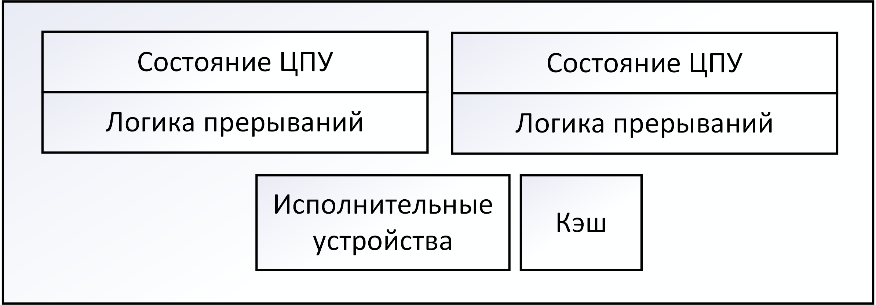 Состояние ЦПУ
Логика прерываний
Состояние ЦПУ
Логика прерываний
Исполнительные
устройства
Кэш